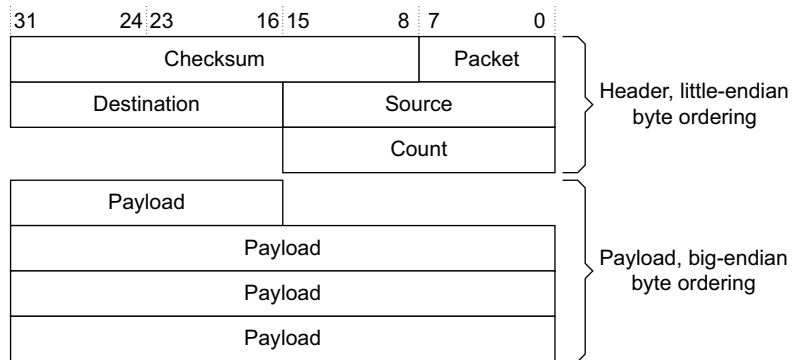 31 24 23 16 15 8 7 0
Checksum Packet
Destination Source
Count
Header, little-endian
byte ordering
Payload
Payload
Payload
Payload
Payload, big-endian
byte ordering